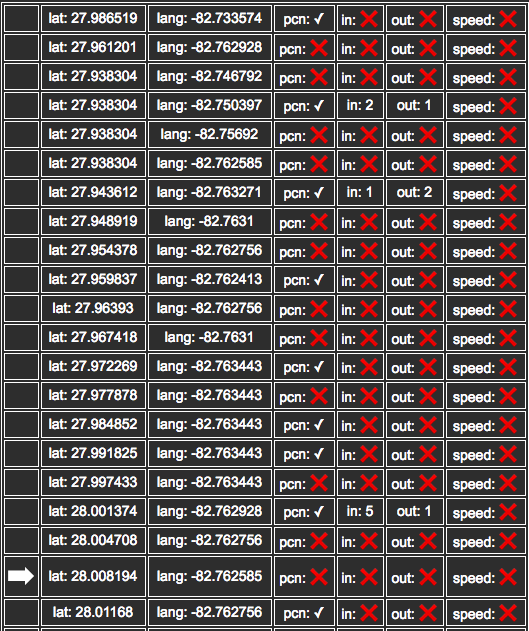 lat: 27.986519 lang: -82.733574 pcn: ✓ in: ❌ out: ❌ speed: ❌
lat: 27.961201 lang: -82.762928 pcn: ❌ in: ❌ out: ❌ speed: ❌
lat: 27.938304 lang: -82.746792 pcn: ❌ in: ❌ out: ❌ speed: ❌
lat: 27.938304 lang: -82.750397 pcn: ✓ in: 2 out: 1 speed: ❌
lat: 27.938304 lang: -82.75692 pcn: ❌ in: ❌ out: ❌ speed: ❌
lat: 27.938304 lang: -82.762585 pcn: ❌ in: ❌ out: ❌ speed: ❌
lat: 27.943612 lang: -82.763271 pcn: ✓ in: 1 out: 2 speed: ❌
lat: 27.948919 lang: -82.7631 pcn: ❌ in: ❌ out: ❌ speed: ❌
lat: 27.954378 lang: -82.762756 pcn: ❌ in: ❌ out: ❌ speed: ❌
lat: 27.959837 lang: -82.762413 pcn: ✓ in: ❌ out: ❌ speed: ❌
lat: 27.96393 lang: -82.762756 pcn: ❌ in: ❌ out: ❌ speed: ❌
lat: 27.967418 lang: -82.7631 pcn: ❌ in: ❌ out: ❌ speed: ❌
lat: 27.972269 lang: -82.763443 pcn: ✓ in: ❌ out: ❌ speed: ❌
lat: 27.977878 lang: -82.763443 pcn: ❌ in: ❌ out: ❌ speed: ❌
lat: 27.984852 lang: -82.763443 pcn: ✓ in: ❌ out: ❌ speed: ❌
lat: 27.991825 lang: -82.763443 pcn: ✓ in: ❌ out: ❌ speed: ❌
lat: 27.997433 lang: -82.763443 pcn: ❌ in: ❌ out: ❌ speed: ❌
lat: 28.001374 lang: -82.762928 pcn: ✓ in: 5 out: 1 speed: ❌
lat: 28.004708 lang: -82.762756 pcn: ❌ in: ❌ out: ❌ speed: ❌
lat: 28.008194 lang: -82.762585 pcn: ❌ in: ❌ out: ❌ speed: ❌
lat: 28.01168 lang: -82.762756 pcn: ✓ in: ❌ out: ❌ speed: ❌